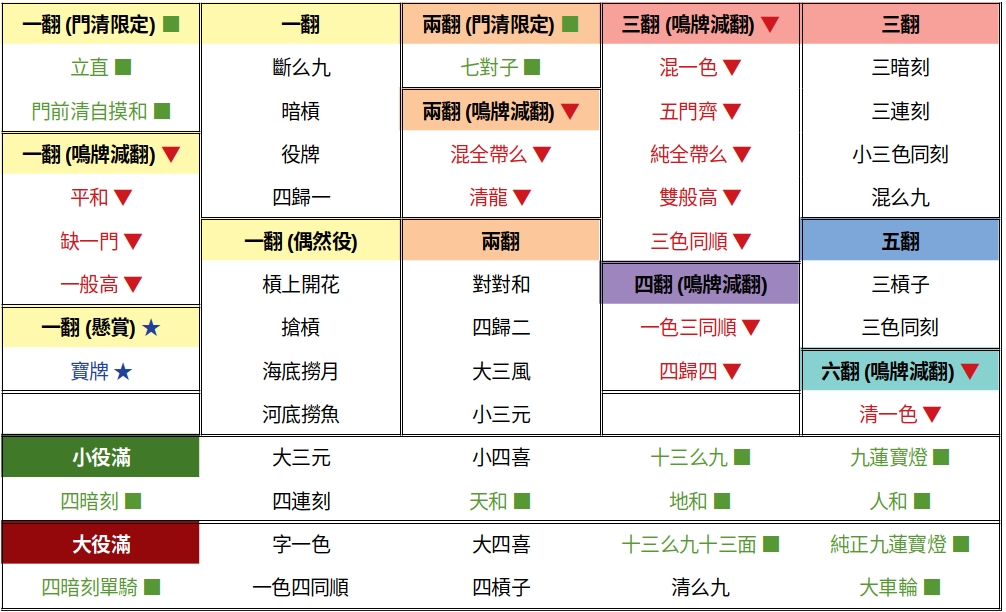 一翻 (門清限定) ■ 一翻 兩翻 (門清限定) ■ 三翻 (鳴牌減翻) ▼ 三翻
立直 ■ 斷么九 七對子 ■ 混一色 ▼ 三暗刻
門前清自摸和 ■ 暗槓 兩翻 (鳴牌減翻) ▼ 五門齊 ▼ 三連刻
一翻 (鳴牌減翻) ▼ 役牌 混全帶么 ▼ 純全帶么 ▼ 小三色同刻
平和 ▼ 四歸一 清龍 ▼ 雙般高 ▼ 混么九
缺一門 ▼ 一翻 (偶然役) 兩翻 三色同順 ▼ 五翻
一般高 ▼ 槓上開花 對對和 四翻 (鳴牌減翻) 三槓子
一翻 (懸賞) ★ 搶槓 四歸二 一色三同順 ▼ 三色同刻
寶牌 ★ 海底撈月 大三風 四歸四 ▼ 六翻 (鳴牌減翻) ▼
河底撈魚 小三元 清一色 ▼
小役滿 大三元 小四喜 十三么九 ■ 九蓮寶燈 ■
四暗刻 ■ 四連刻 天和 ■ 地和 ■ 人和 ■
大役滿 字一色 大四喜 十三么九十三面 ■ 純正九蓮寶燈 ■
四暗刻單騎 ■ 一色四同順 四槓子 清么九 大車輪 ■